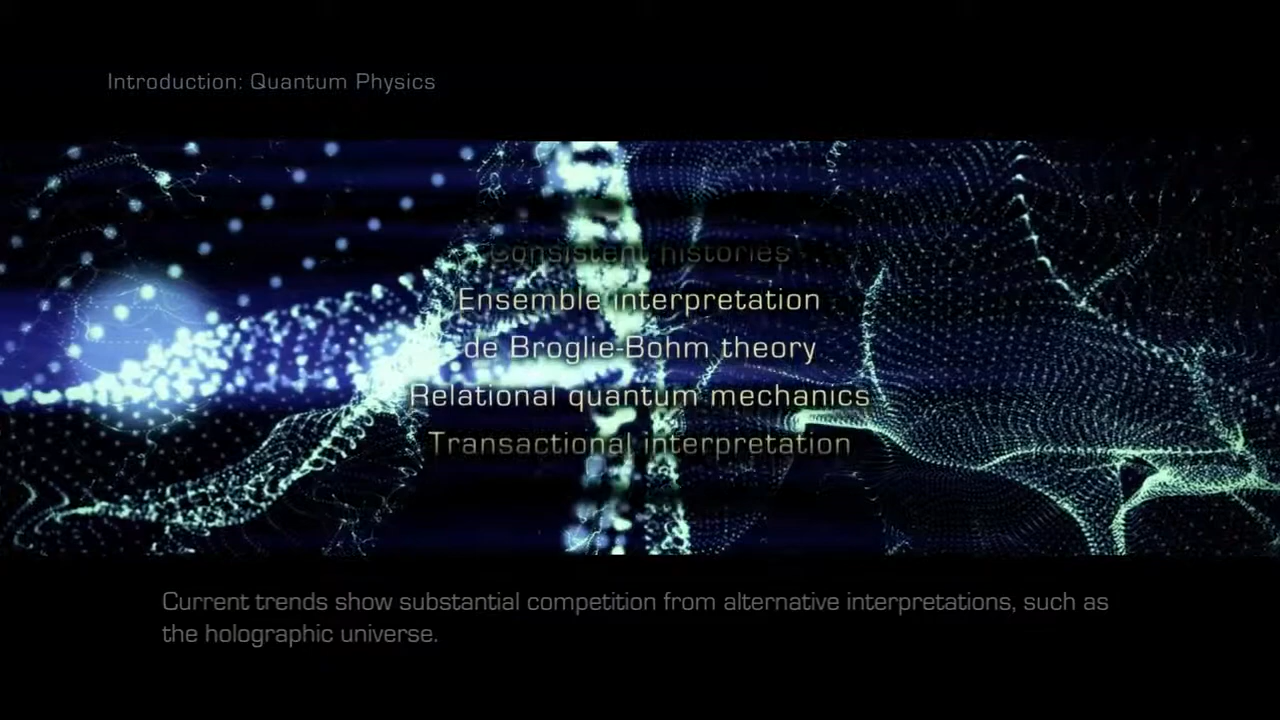 Introduction: Quantum Physics
Consistent histories
Ensemble interpretation
de Broglie-Bohm theory
Relational quantum mechanics
Transactional interpretation
Current trends show substantial competition from alternative interpretations, such as
the holographic universe.